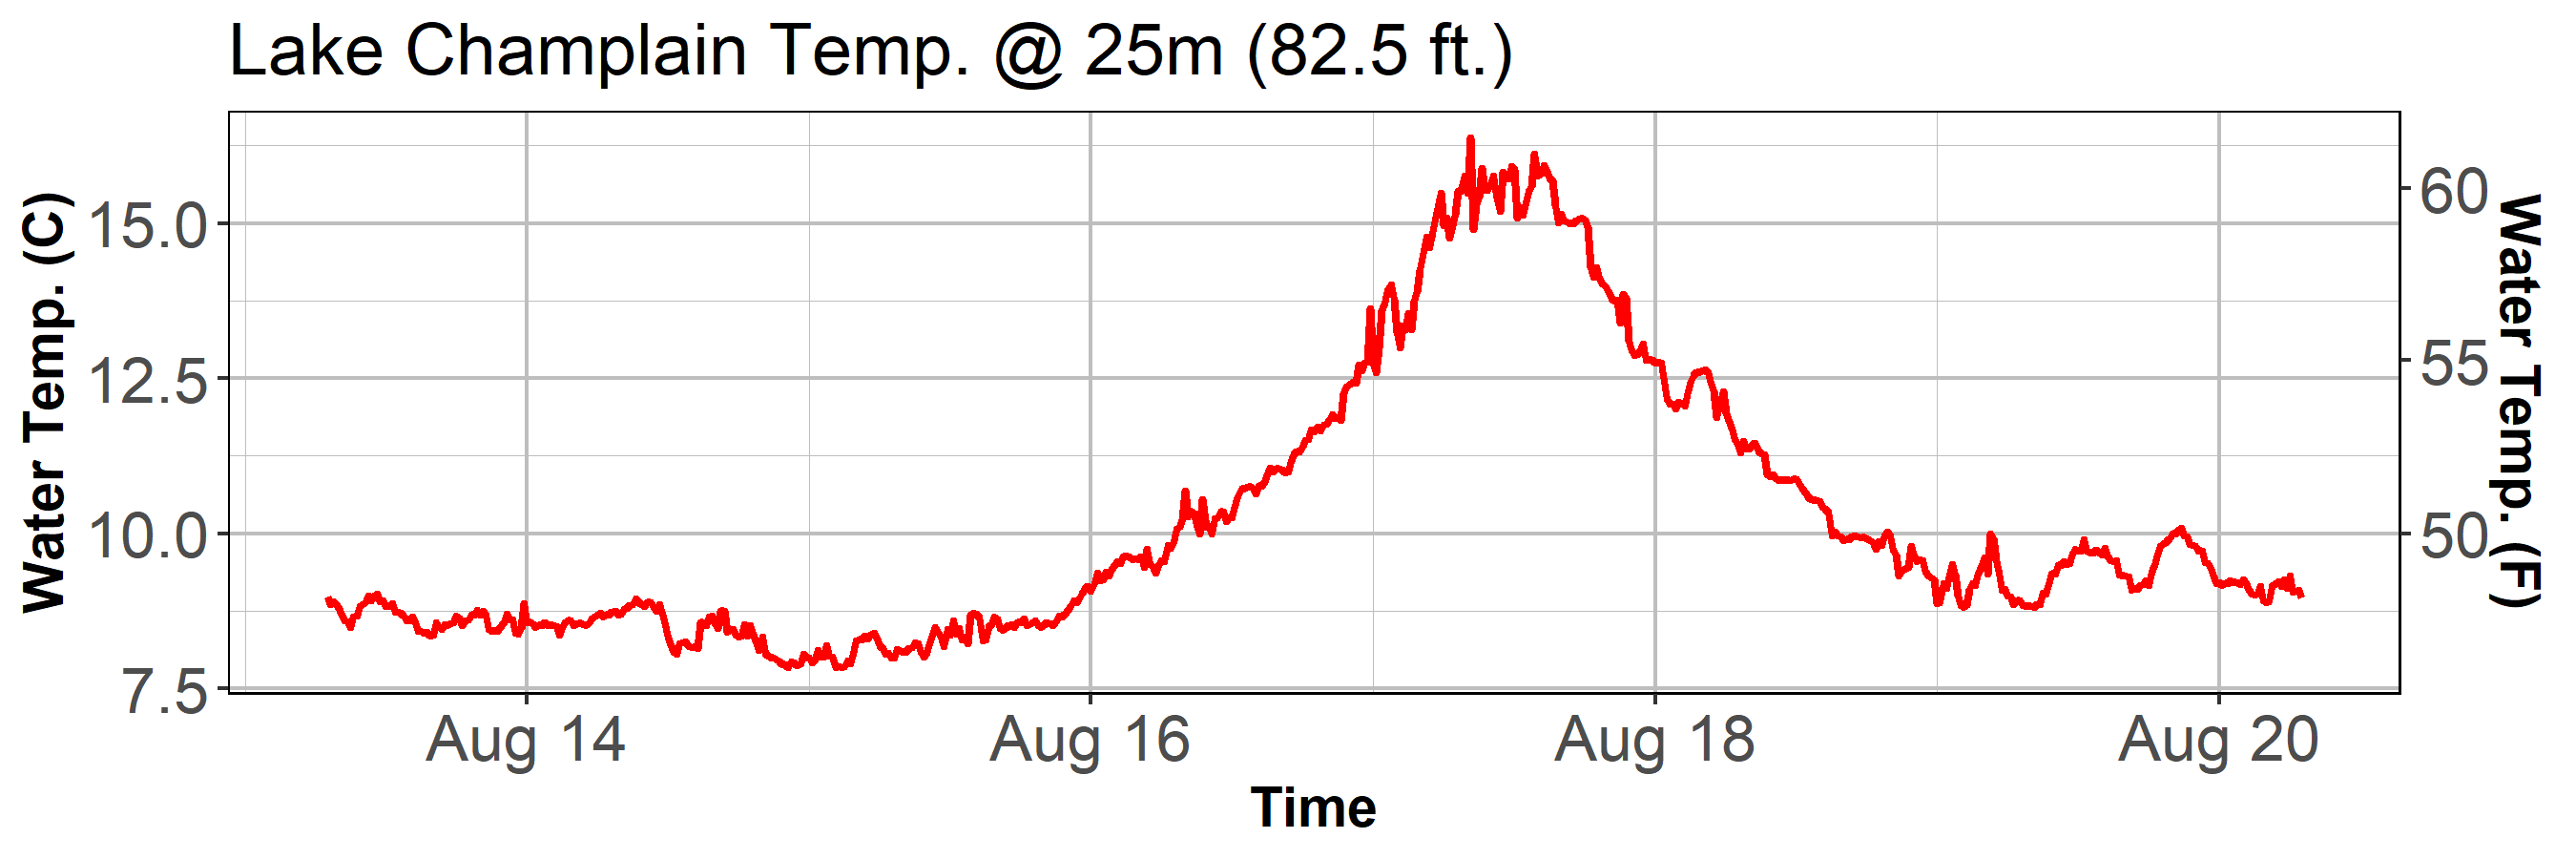 Lake Champlain Temp. @ 25m (82.5 ft.)
Water Temp. (C)
15.0
12.5
10.0
7.5
60
55
50
Water Temp. (F)
Aug 14
Aug 16
Aug 18
Aug 20
Time